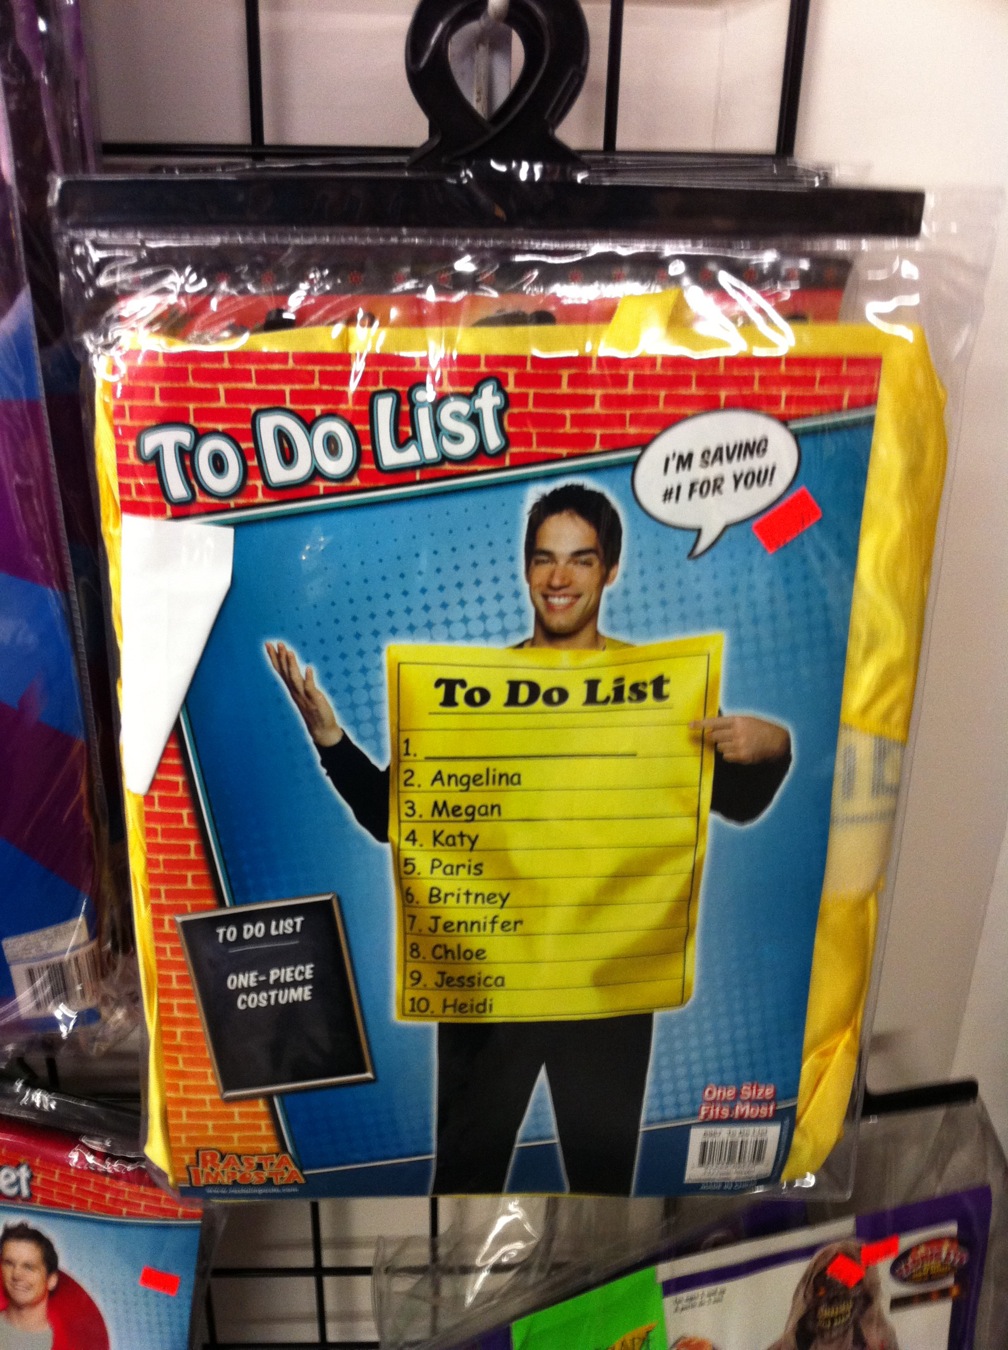 To Do List
I'M SAVING
#1 FOR YOU!
To Do List
1.
2. Angelina
3. Megan
4. Katy
5. Paris
6. Britney
7. Jennifer
8. Chloe
9. Jessica
10. Heidi
TO DO LIST
ONE-PIECE
COSTUME
One Size
Fits Most
RASTA
IMPOSTA
et